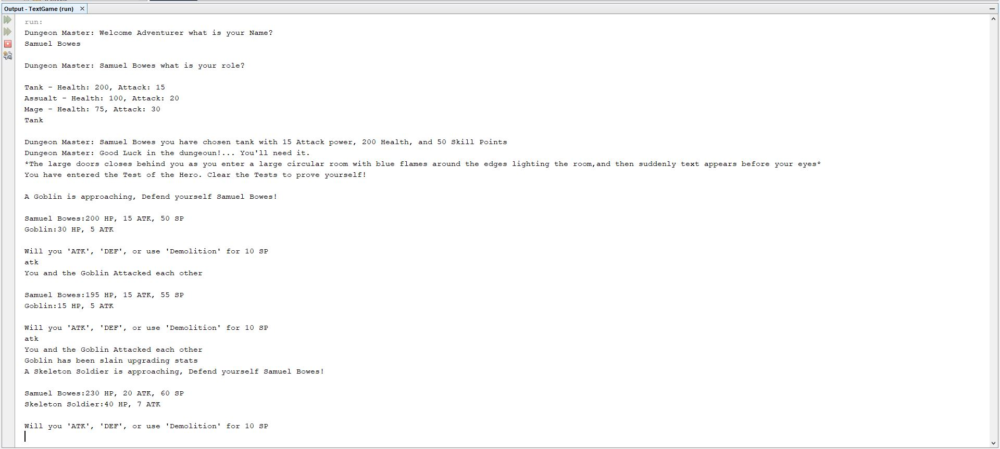 Output - TextGame (run)
run:
Dungeon Master: Welcome Adventurer what is your Name?
Samuel Bowes
Dungeon Master: Samuel Bowes what is your role?
Tank - Health: 200, Attack: 15
Assualt - Health: 100, Attack: 20
Mage - Health: 75, Attack: 30
Tank
Dungeon Master: Samuel Bowes you have chosen tank with 15 Attack power, 200 Health, and 50 Skill Points
Dungeon Master: Good Luck in the dungeoun!... You'll need it.
*The large doors closes behind you as you enter a large circular room with blue flames around the edges lighting the room,and then suddenly text appears before your eyes*
You have entered the Test of the Hero. Clear the Tests to prove yourself!
A Goblin is approaching, Defend yourself Samuel Bowes!
Samuel Bowes:200 HP, 15 ATK, 50 SP
Goblin:30 HP, 5 ATK
Will you 'ATK', 'DEF', or use 'Demolition' for 10 SP
atk
You and the Goblin Attacked each other
Samuel Bowes:195 HP, 15 ATK, 55 SP
Goblin:15 HP, 5 ATK
Will you 'ATK', 'DEF', or use 'Demolition' for 10 SP
atk
You and the Goblin Attacked each other
Goblin has been slain upgrading stats
A Skeleton Soldier is approaching, Defend yourself Samuel Bowes!
Samuel Bowes:230 HP, 20 ATK, 60 SP
Skeleton Soldier:40 HP, 7 ATK
Will you 'ATK', 'DEF', or use 'Demolition' for 10 SP